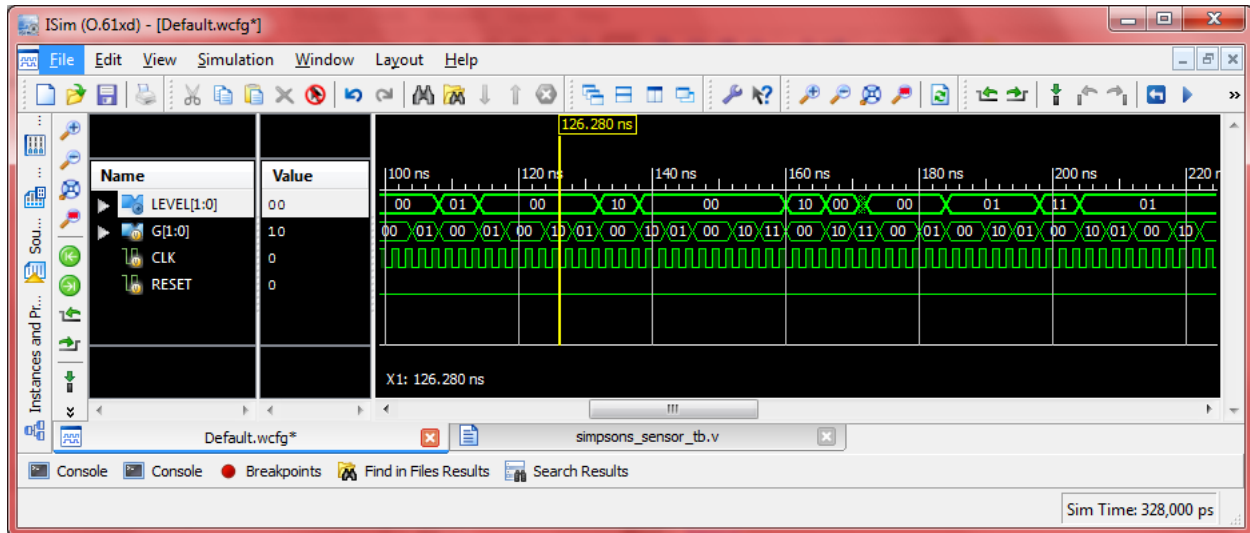 ISim (O.61xd) - [Default.wcfg*]
File Edit View Simulation Window Layout Help
126.280 ns
Name Value
100 ns 120 ns 140 ns 160 ns 180 ns 200 ns 220
LEVEL[1:0] 00 00 01 00 10 00 10 00 00 01 11 01
G[1:0] 10 00 01 00 01 00 10 01 00 10 01 00 10 11 00 10 11 00 01 00 10 01 00 10 01 00 10
CLK 0
RESET 0
X1: 126.280 ns
Instances and Pr... Sou...
Default.wcfg* simpsons_sensor_tb.v
Console Console Breakpoints Find in Files Results Search Results
Sim Time: 328,000 ps